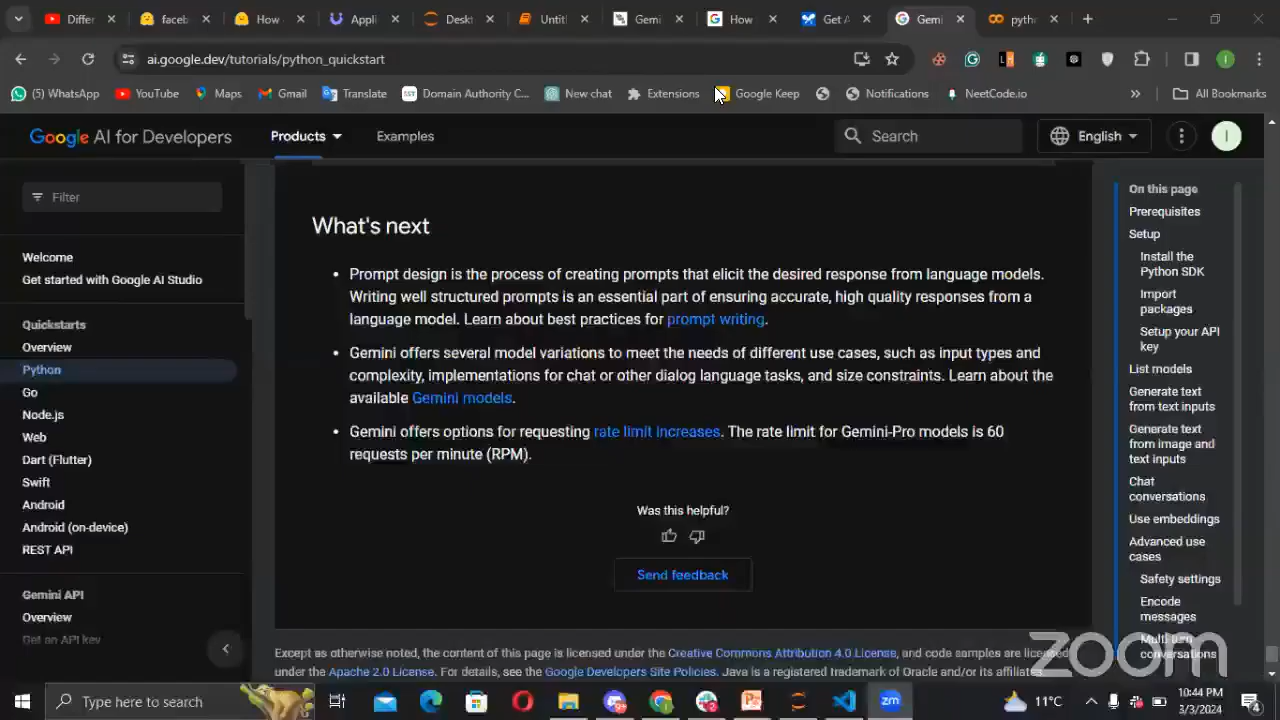 Differ
faceb
How
Appli
Deskt
Untitl
Gemi
How
Get A
Gemi
pytho
ai.google.dev/tutorials/python_quickstart
(5) WhatsApp
YouTube
Maps
Gmail
Translate
Domain Authority C...
New chat
Extensions
Google Keep
Notifications
NeetCode.io
All Bookmarks
Google AI for Developers
Products
Examples
Search
English
I
Filter
Welcome
Get started with Google AI Studio
Quickstarts
Overview
Python
Go
Node.js
Web
Dart (Flutter)
Swift
Android
Android (on-device)
REST API
Gemini API
Overview
Get an API key
What's next
• Prompt design is the process of creating prompts that elicit the desired response from language models.
Writing well structured prompts is an essential part of ensuring accurate, high quality responses from a
language model. Learn about best practices for prompt writing.
• Gemini offers several model variations to meet the needs of different use cases, such as input types and
complexity, implementations for chat or other dialog language tasks, and size constraints. Learn about the
available Gemini models.
• Gemini offers options for requesting rate limit increases. The rate limit for Gemini-Pro models is 60
requests per minute (RPM).
Was this helpful?
Send feedback
Except as otherwise noted, the content of this page is licensed under the Creative Commons Attribution 4.0 License, and code samples are licensed
under the Apache 2.0 License. For details, see the Google Developers Site Policies. Java is a registered trademark of Oracle and/or its affiliates.
On this page
Prerequisites
Setup
Install the
Python SDK
Import
packages
Setup your API
key
List models
Generate text
from text inputs
Generate text
from image and
text inputs
Chat
conversations
Use embeddings
Advanced use
cases
Safety settings
Encode
messages
Multi-turn
conversations
zoom
Type here to search
11°C
10:44 PM
3/3/2024